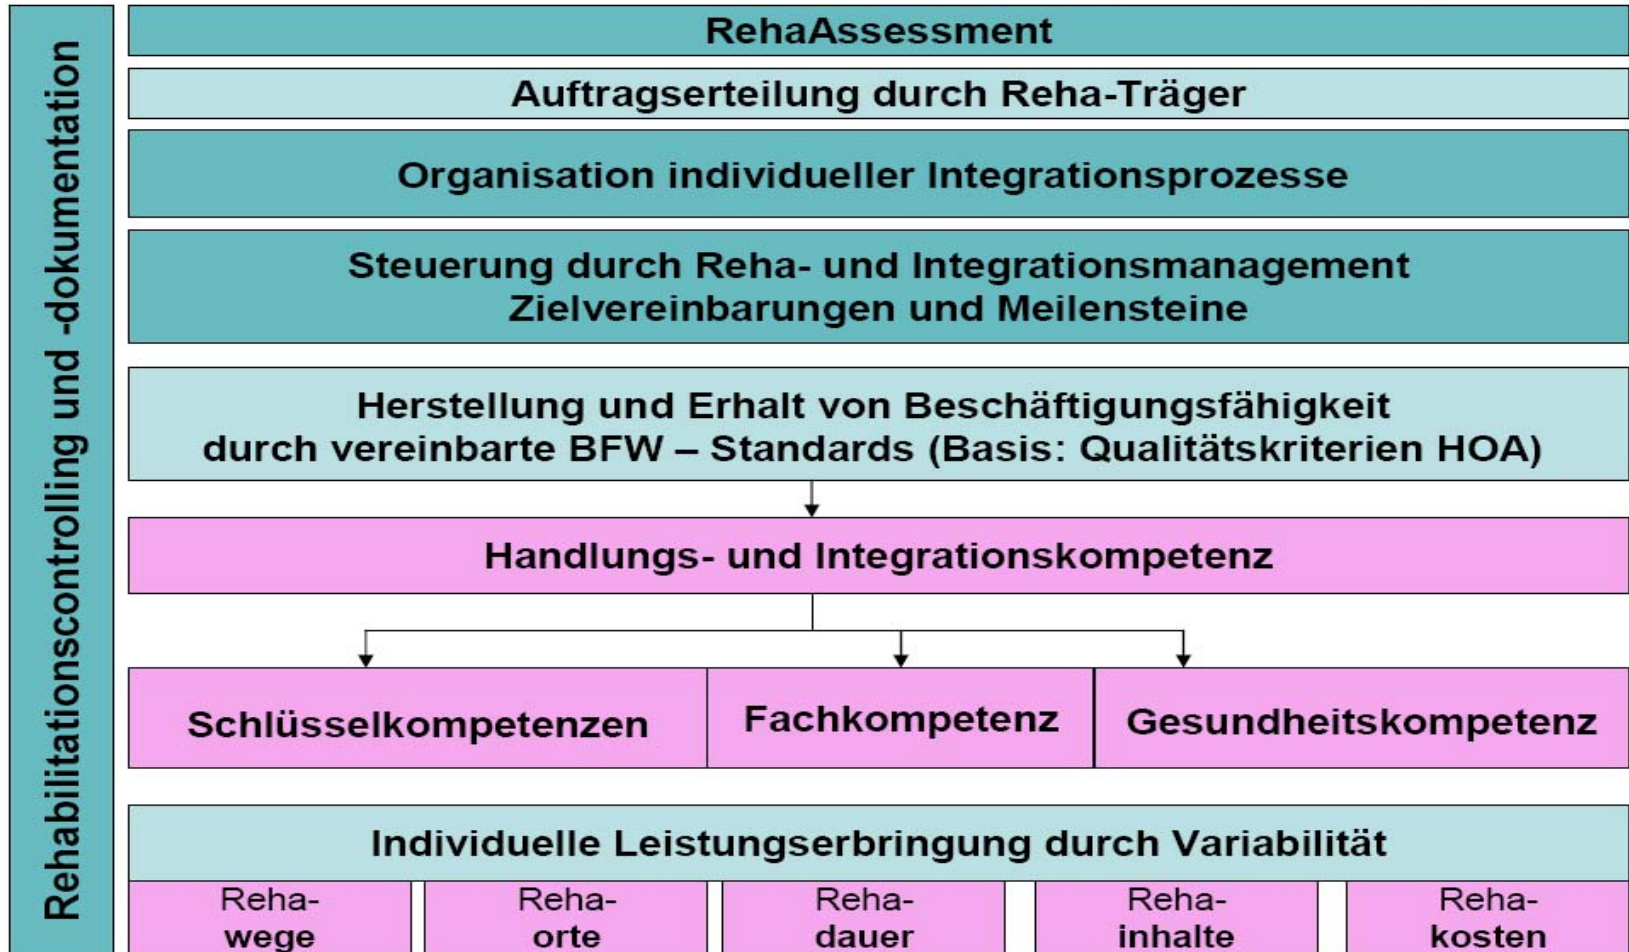 Rehabilitationscontrolling und -dokumentation
RehaAssessment
Auftragserteilung durch Reha-Träger
Organisation individueller Integrationsprozesse
Steuerung durch Reha- und Integrationsmanagement
Zielvereinbarungen und Meilensteine
Herstellung und Erhalt von Beschäftigungsfähigkeit
durch vereinbarte BFW – Standards (Basis: Qualitätskriterien HOA)
Handlungs- und Integrationskompetenz
Schlüsselkompetenzen
Fachkompetenz
Gesundheitskompetenz
Individuelle Leistungserbringung durch Variabilität
Reha-
wege
Reha-
orte
Reha-
dauer
Reha-
inhalte
Reha-
kosten